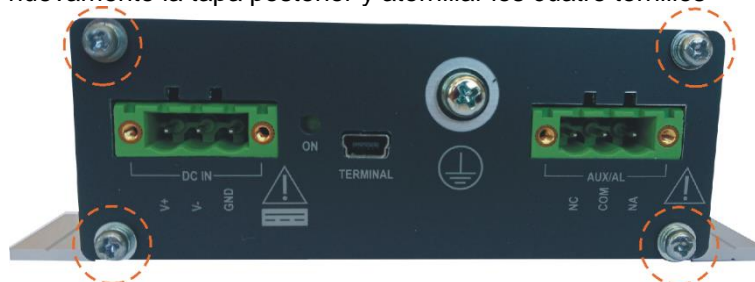 ON
TERMINAL
DC IN
V+
V-
GND
AUX/AL
NC
COM
NA